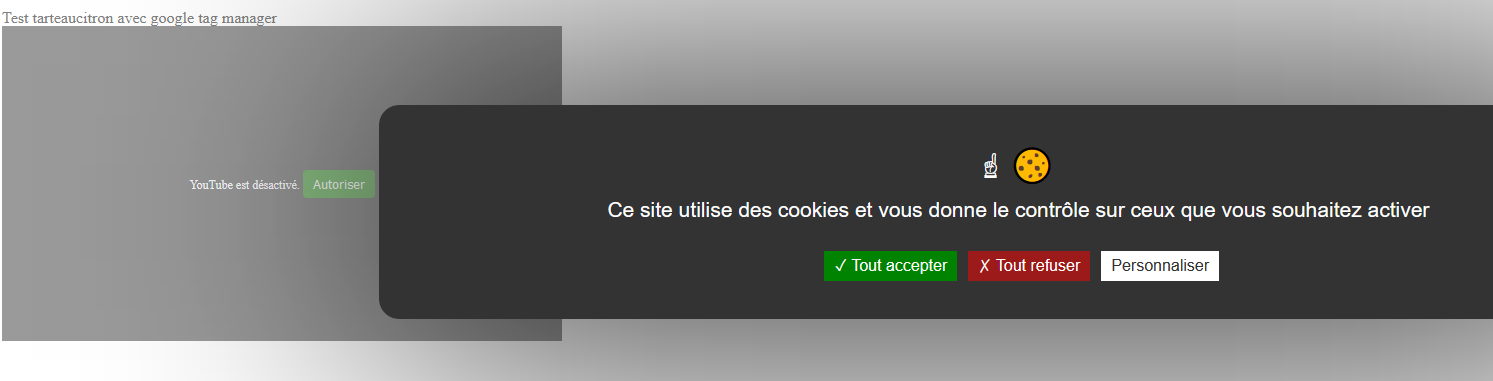 Test tarteaucitron avec google tag manager
YouTube est désactivé. Autoriser
☝️ 🍪
Ce site utilise des cookies et vous donne le contrôle sur ceux que vous souhaitez activer
✓ Tout accepter ✗ Tout refuser Personnaliser